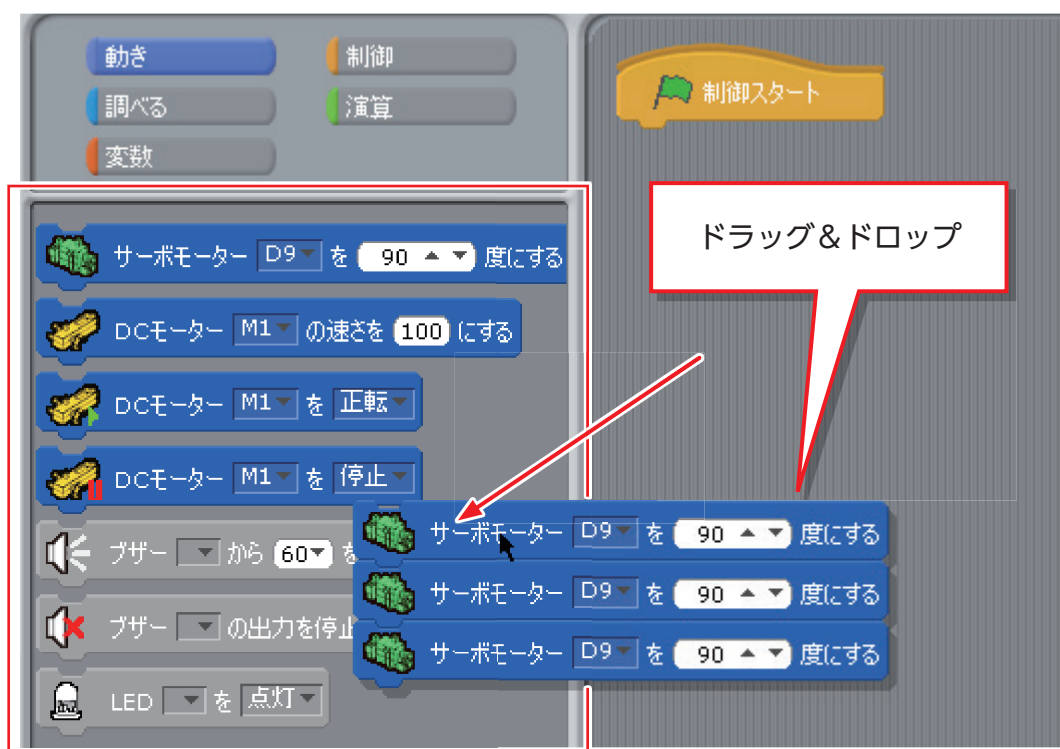 動き
制御
調べる
演算
変数
制御スタート
ドラッグ＆ドロップ
サーボモーター D9 を 90 度にする
DCモーター M1 の速さを 100 にする
DCモーター M1 を 正転
DCモーター M1 を 停止
サーボモーター D9 を 90 度にする
ブザー から 60 を
サーボモーター D9 を 90 度にする
ブザー の出力を停止
サーボモーター D9 を 90 度にする
LED を 点灯